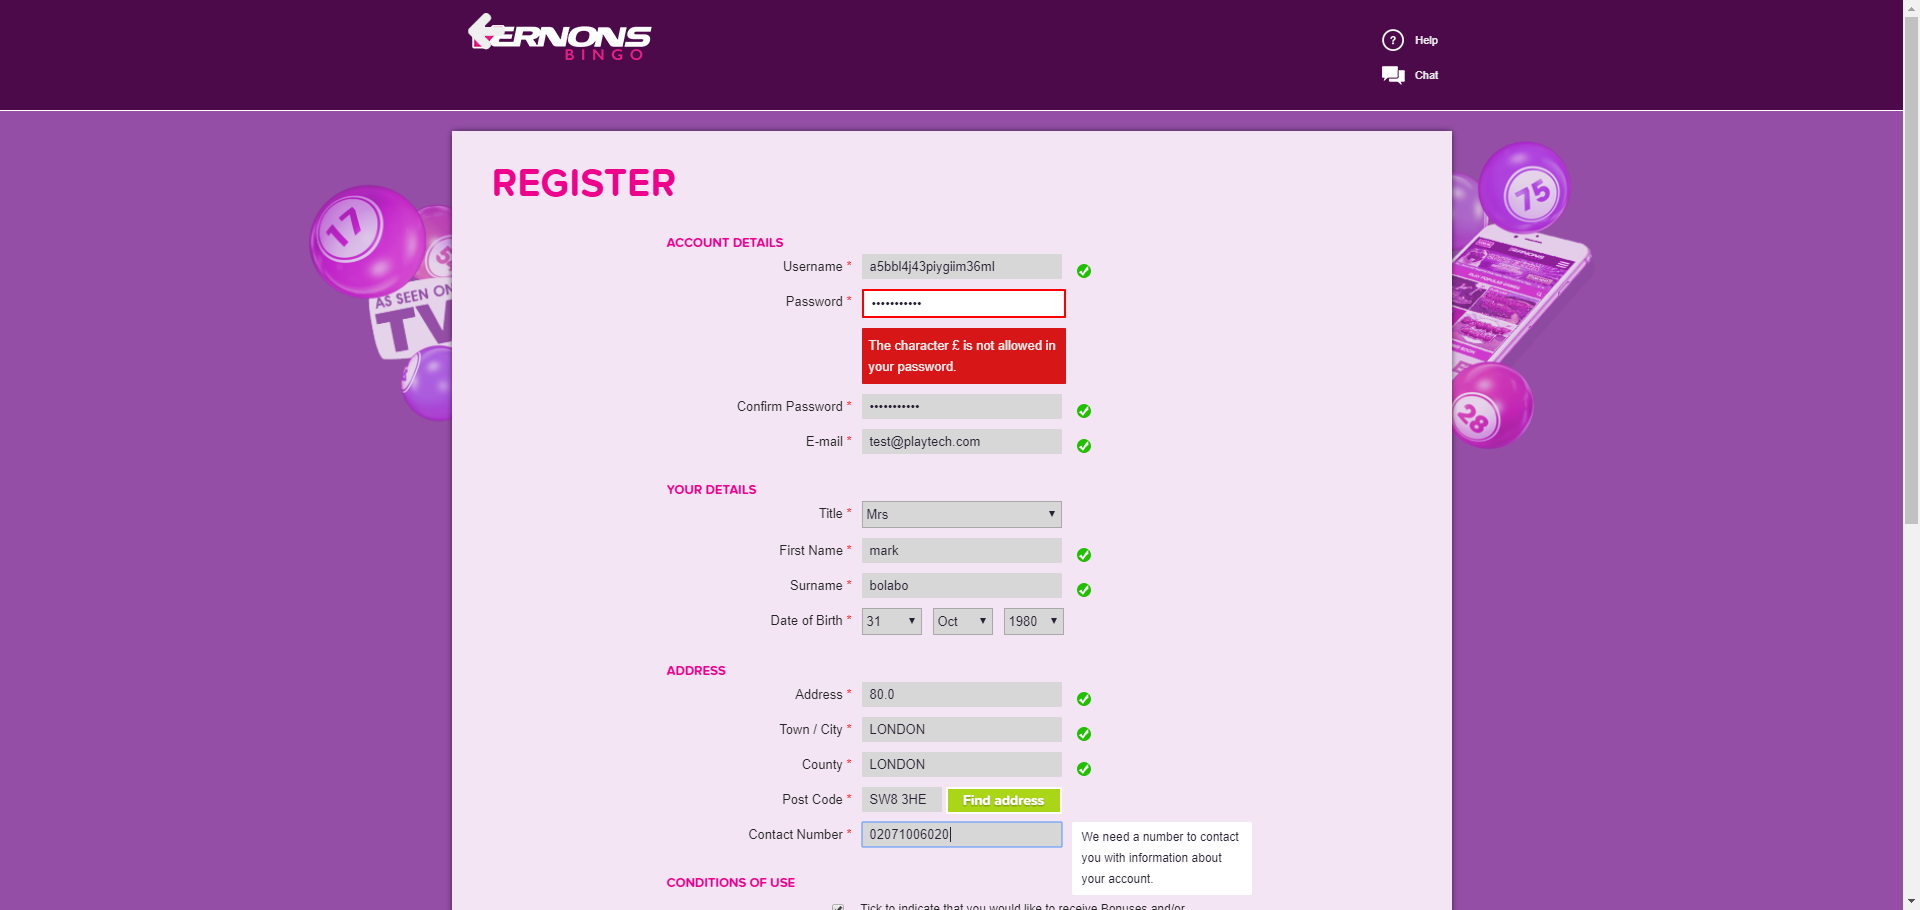 VERNONS
BINGO
? Help
Chat
17
AS SEEN ON
TV
75
28
REGISTER
ACCOUNT DETAILS
Username * a5bbl4j43piygiim36ml
Password * •••••••••••
The character £ is not allowed in
your password.
Confirm Password * •••••••••••
E-mail * test@playtech.com
YOUR DETAILS
Title * Mrs
First Name * mark
Surname * bolabo
Date of Birth * 31 Oct 1980
ADDRESS
Address * 80.0
Town / City * LONDON
County * LONDON
Post Code * SW8 3HE Find address
Contact Number * 02071006020
We need a number to contact
you with information about
your account.
CONDITIONS OF USE
Tick to indicate that you would like to receive Bonuses and/or